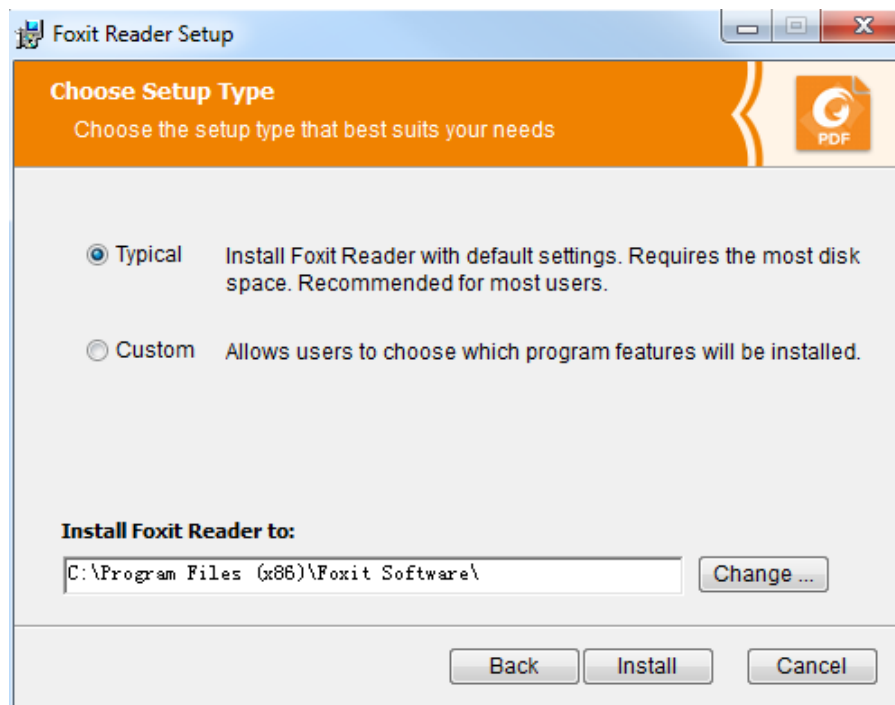 Foxit Reader Setup
Choose Setup Type
Choose the setup type that best suits your needs
PDF
Typical
Install Foxit Reader with default settings. Requires the most disk
space. Recommended for most users.
Custom
Allows users to choose which program features will be installed.
Install Foxit Reader to:
C:\Program Files (x86)\Foxit Software\
Change ...
Back
Install
Cancel